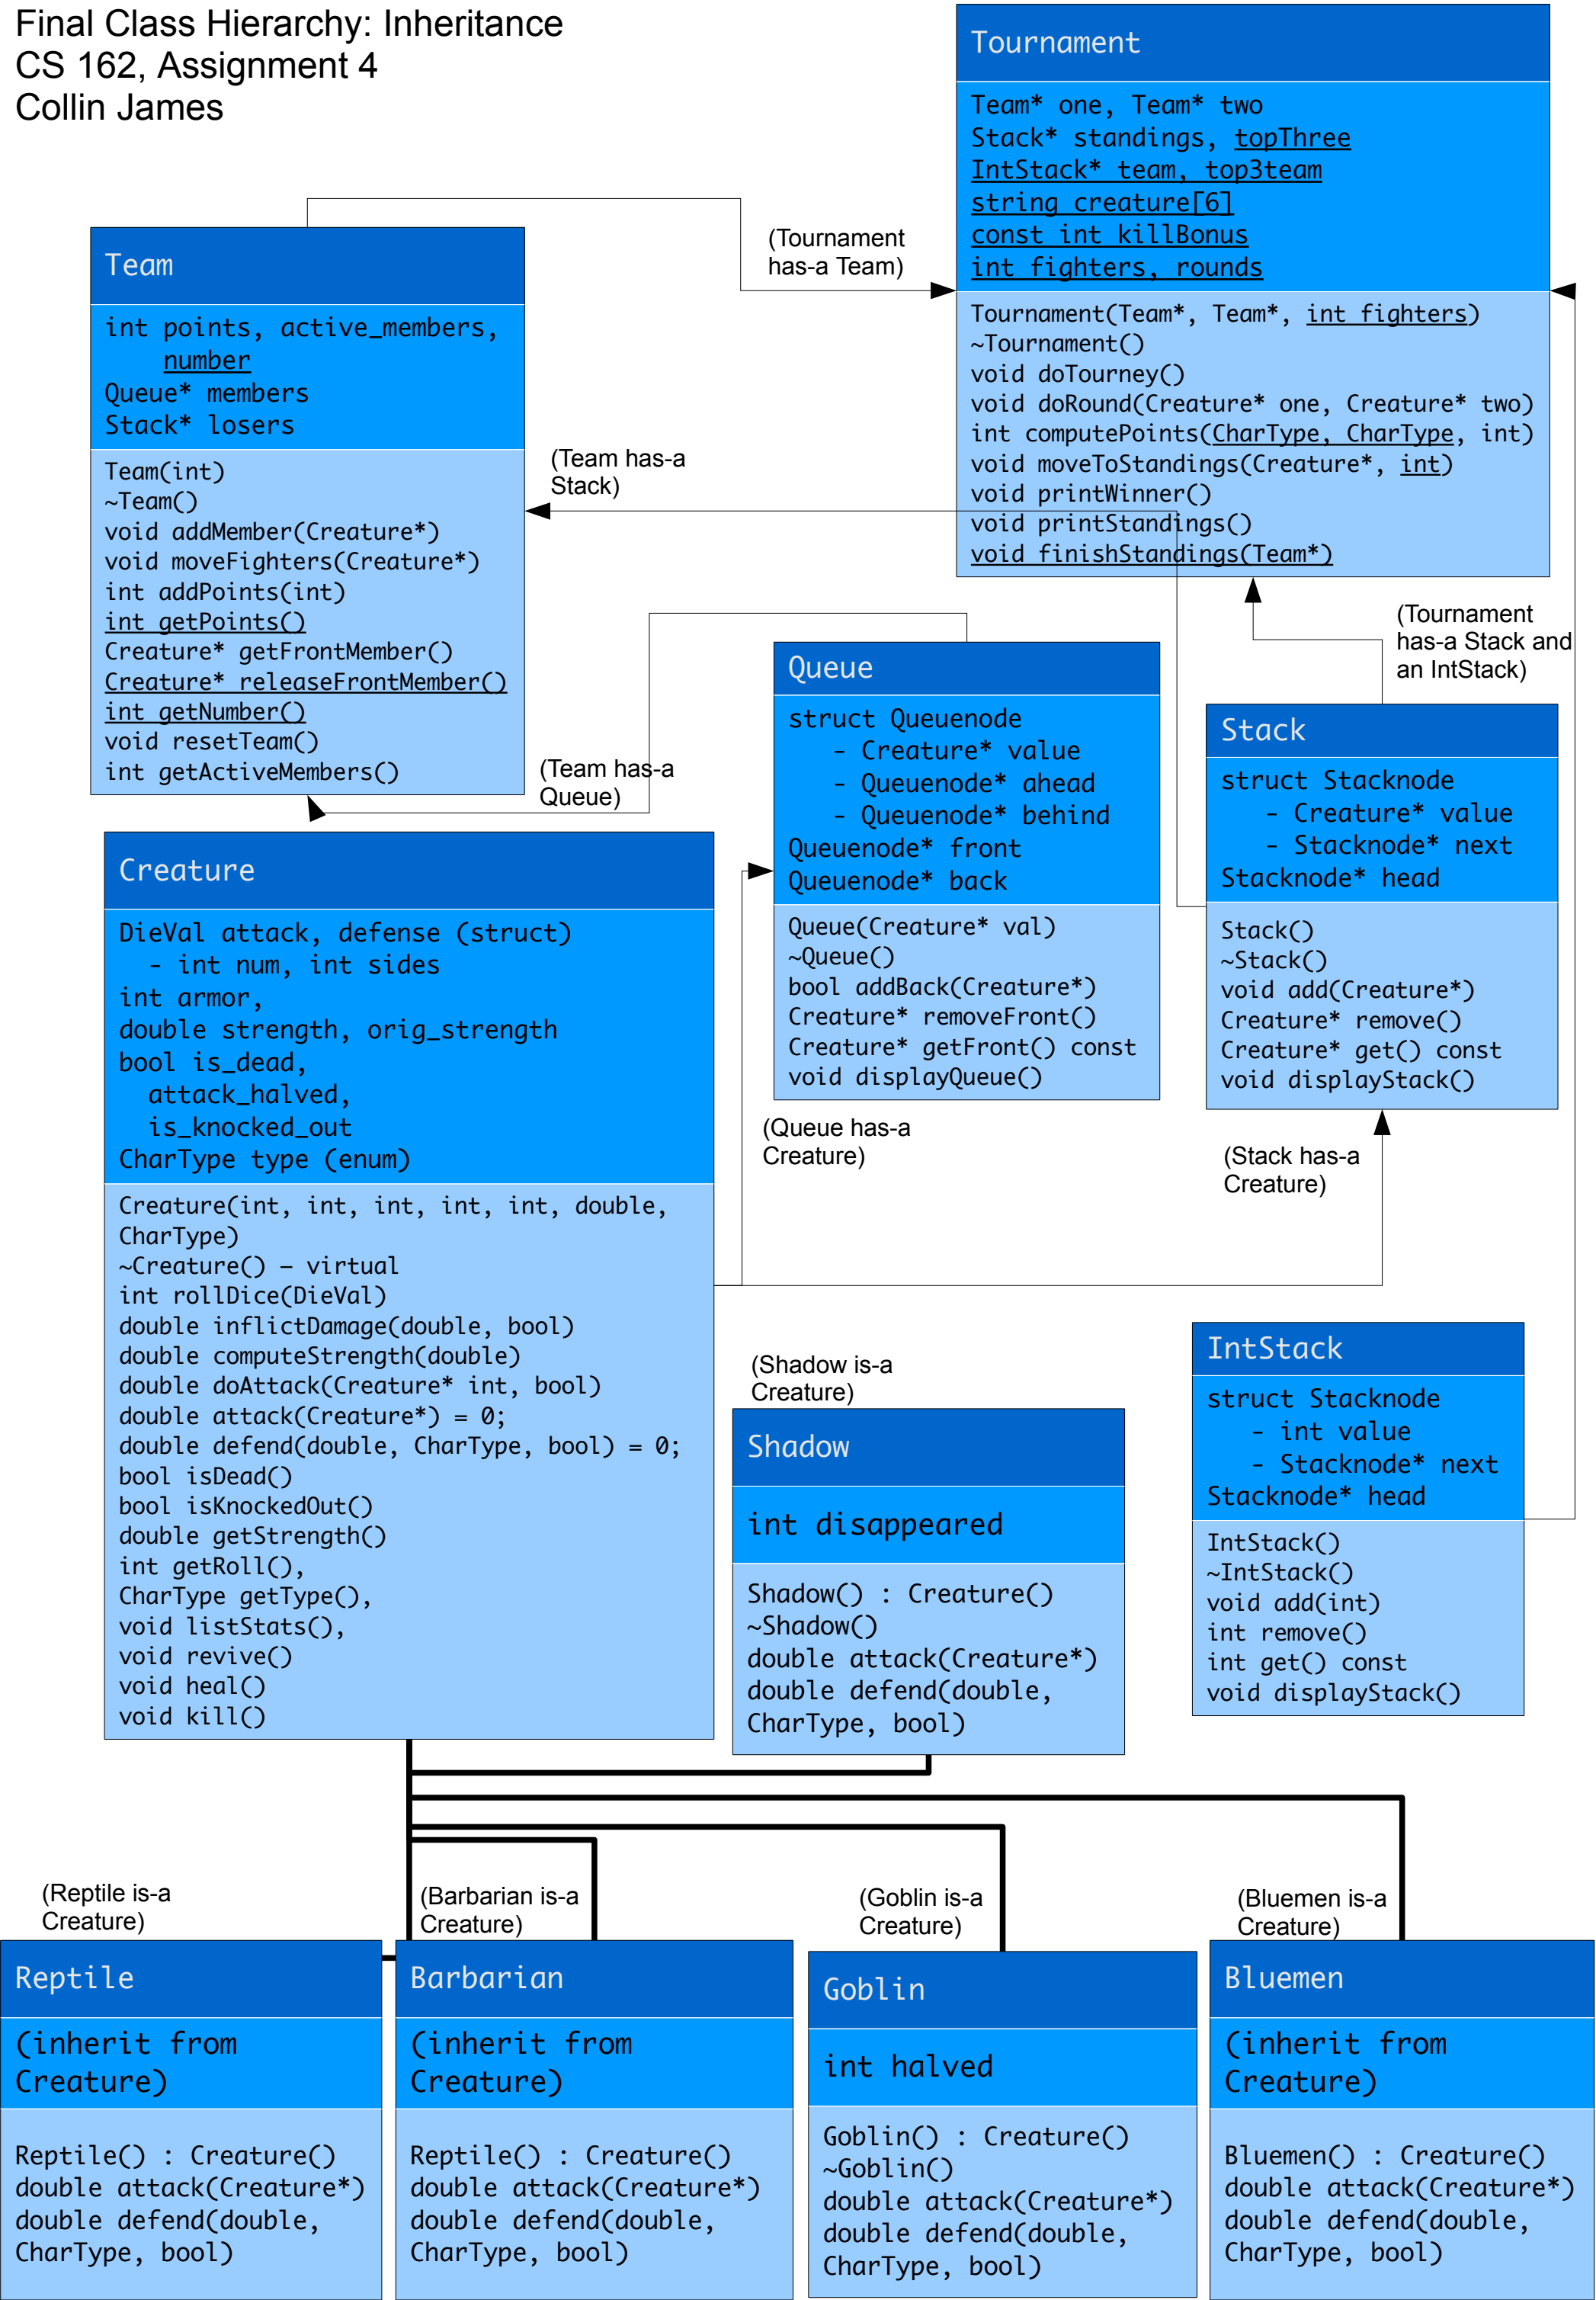 Final Class Hierarchy: Inheritance
CS 162, Assignment 4
Collin James
Tournament
Team* one, Team* two
Stack* standings, topThree
IntStack* team, top3team
string creature[6]
const int killBonus
int fighters, rounds
Tournament(Team*, Team*, int fighters)
~Tournament()
void doTourney()
void doRound(Creature* one, Creature* two)
int computePoints(CharType, CharType, int)
void moveToStandings(Creature*, int)
void printWinner()
void printStandings()
void finishStandings(Team*)
(Tournament
has-a Team)
Team
int points, active_members,
number
Queue* members
Stack* losers
Team(int)
~Team()
void addMember(Creature*)
void moveFighters(Creature*)
int addPoints(int)
int getPoints()
Creature* getFrontMember()
Creature* releaseFrontMember()
int getNumber()
void resetTeam()
int getActiveMembers()
(Team has-a
Stack)
(Team has-a
Queue)
(Tournament
has-a Stack and
an IntStack)
Queue
struct Queuenode
- Creature* value
- Queuenode* ahead
- Queuenode* behind
Queuenode* front
Queuenode* back
Queue(Creature* val)
~Queue()
bool addBack(Creature*)
Creature* removeFront()
Creature* getFront() const
void displayQueue()
(Queue has-a
Creature)
Stack
struct Stacknode
- Creature* value
- Stacknode* next
Stacknode* head
Stack()
~Stack()
void add(Creature*)
Creature* remove()
Creature* get() const
void displayStack()
(Stack has-a
Creature)
Creature
DieVal attack, defense (struct)
- int num, int sides
int armor,
double strength, orig_strength
bool is_dead,
attack_halved,
is_knocked_out
CharType type (enum)
Creature(int, int, int, int, int, double,
CharType)
~Creature() – virtual
int rollDice(DieVal)
double inflictDamage(double, bool)
double computeStrength(double)
double doAttack(Creature* int, bool)
double attack(Creature*) = 0;
double defend(double, CharType, bool) = 0;
bool isDead()
bool isKnockedOut()
double getStrength()
int getRoll(),
CharType getType(),
void listStats(),
void revive()
void heal()
void kill()
(Shadow is-a
Creature)
Shadow
int disappeared
Shadow() : Creature()
~Shadow()
double attack(Creature*)
double defend(double,
CharType, bool)
IntStack
struct Stacknode
- int value
- Stacknode* next
Stacknode* head
IntStack()
~IntStack()
void add(int)
int remove()
int get() const
void displayStack()
(Reptile is-a
Creature)
Reptile
(inherit from
Creature)
Reptile() : Creature()
double attack(Creature*)
double defend(double,
CharType, bool)
(Barbarian is-a
Creature)
Barbarian
(inherit from
Creature)
Reptile() : Creature()
double attack(Creature*)
double defend(double,
CharType, bool)
(Goblin is-a
Creature)
Goblin
int halved
Goblin() : Creature()
~Goblin()
double attack(Creature*)
double defend(double,
CharType, bool)
(Bluemen is-a
Creature)
Bluemen
(inherit from
Creature)
Bluemen() : Creature()
double attack(Creature*)
double defend(double,
CharType, bool)